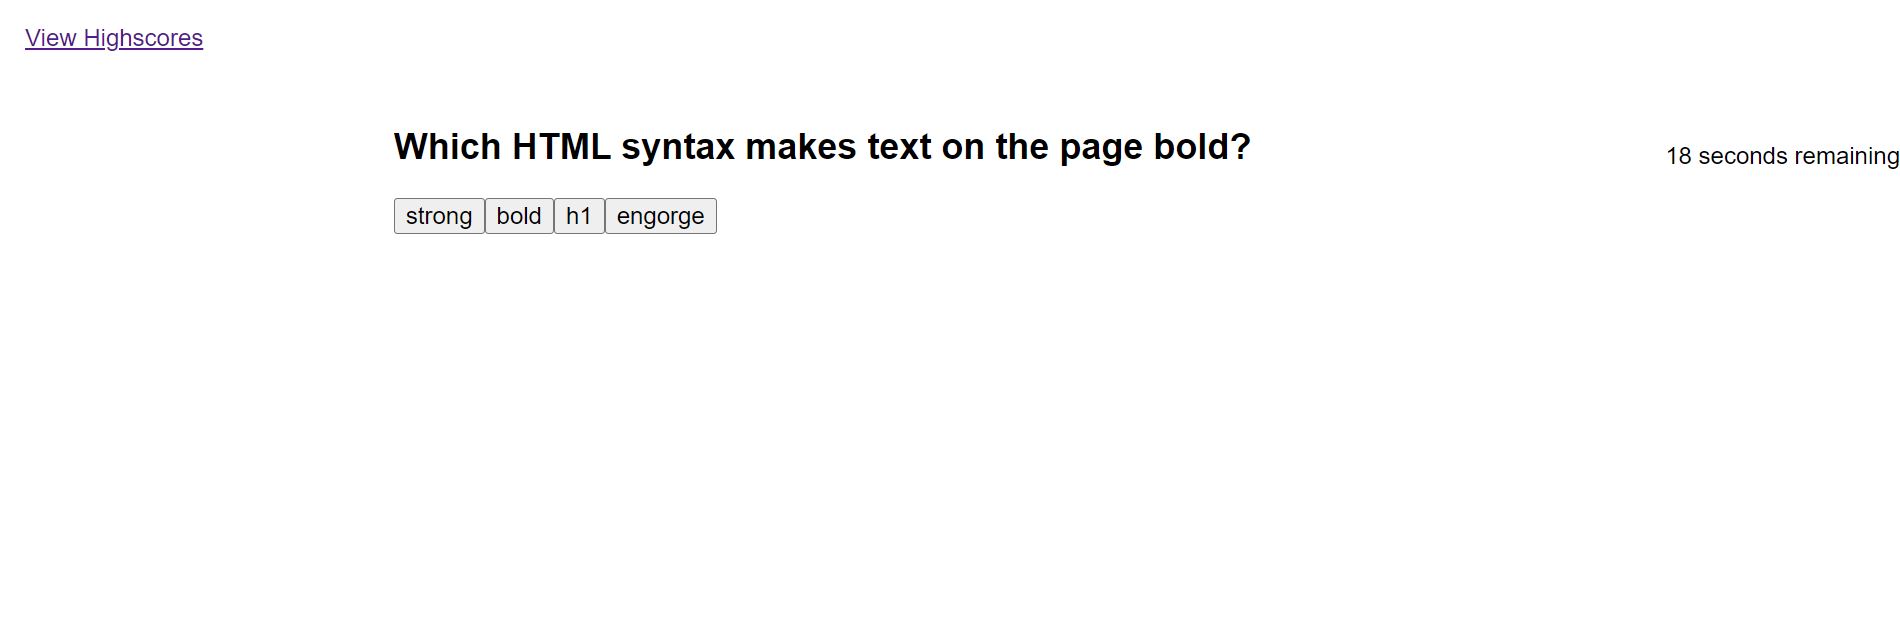 View Highscores
Which HTML syntax makes text on the page bold?
18 seconds remaining
strong bold h1 engorge